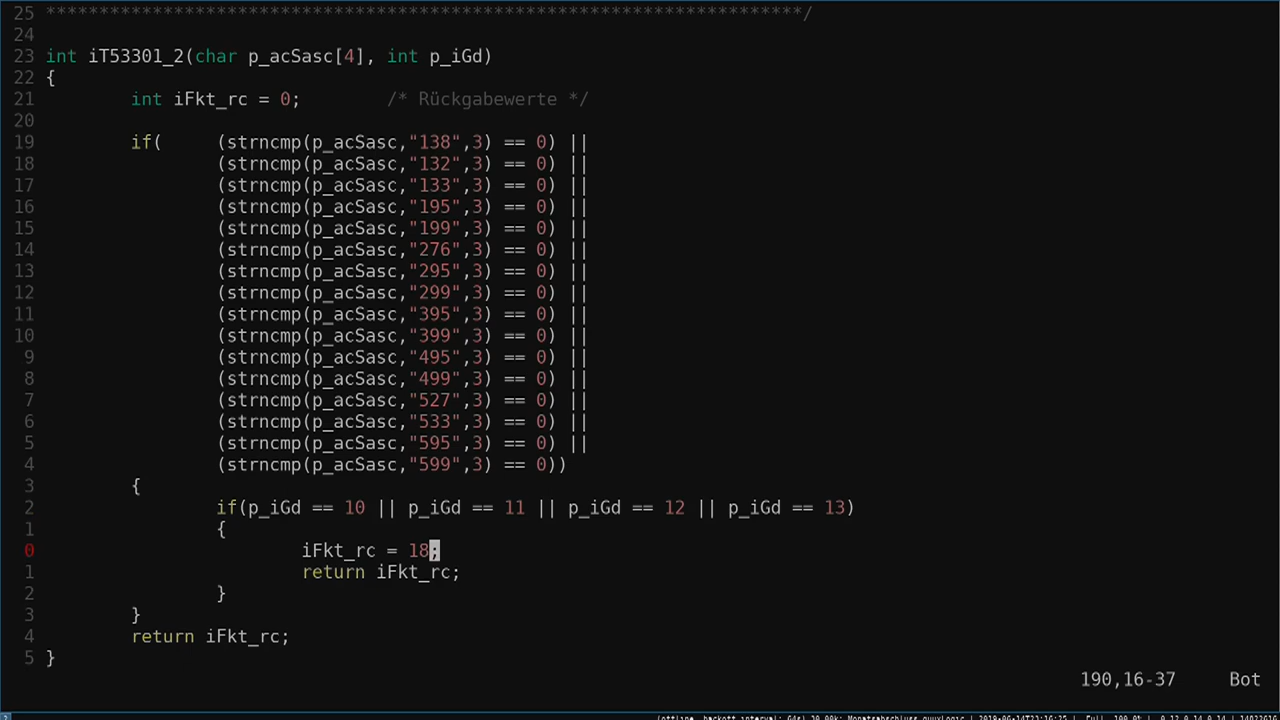 25 ***********************************************************************/
24
23 int iT53301_2(char p_acSasc[4], int p_iGd)
22 {
21         int iFkt_rc = 0;        /* Rückgabewerte */
20
19         if(     (strncmp(p_acSasc,"138",3) == 0) ||
18                 (strncmp(p_acSasc,"132",3) == 0) ||
17                 (strncmp(p_acSasc,"133",3) == 0) ||
16                 (strncmp(p_acSasc,"195",3) == 0) ||
15                 (strncmp(p_acSasc,"199",3) == 0) ||
14                 (strncmp(p_acSasc,"276",3) == 0) ||
13                 (strncmp(p_acSasc,"295",3) == 0) ||
12                 (strncmp(p_acSasc,"299",3) == 0) ||
11                 (strncmp(p_acSasc,"395",3) == 0) ||
10                 (strncmp(p_acSasc,"399",3) == 0) ||
9                 (strncmp(p_acSasc,"495",3) == 0) ||
8                 (strncmp(p_acSasc,"499",3) == 0) ||
7                 (strncmp(p_acSasc,"527",3) == 0) ||
6                 (strncmp(p_acSasc,"533",3) == 0) ||
5                 (strncmp(p_acSasc,"595",3) == 0) ||
4                 (strncmp(p_acSasc,"599",3) == 0))
3         {
2                 if(p_iGd == 10 || p_iGd == 11 || p_iGd == 12 || p_iGd == 13)
1                 {
0                         iFkt_rc = 18;
1                         return iFkt_rc;
2                 }
3         }
4         return iFkt_rc;
5 }
190,16-37     Bot